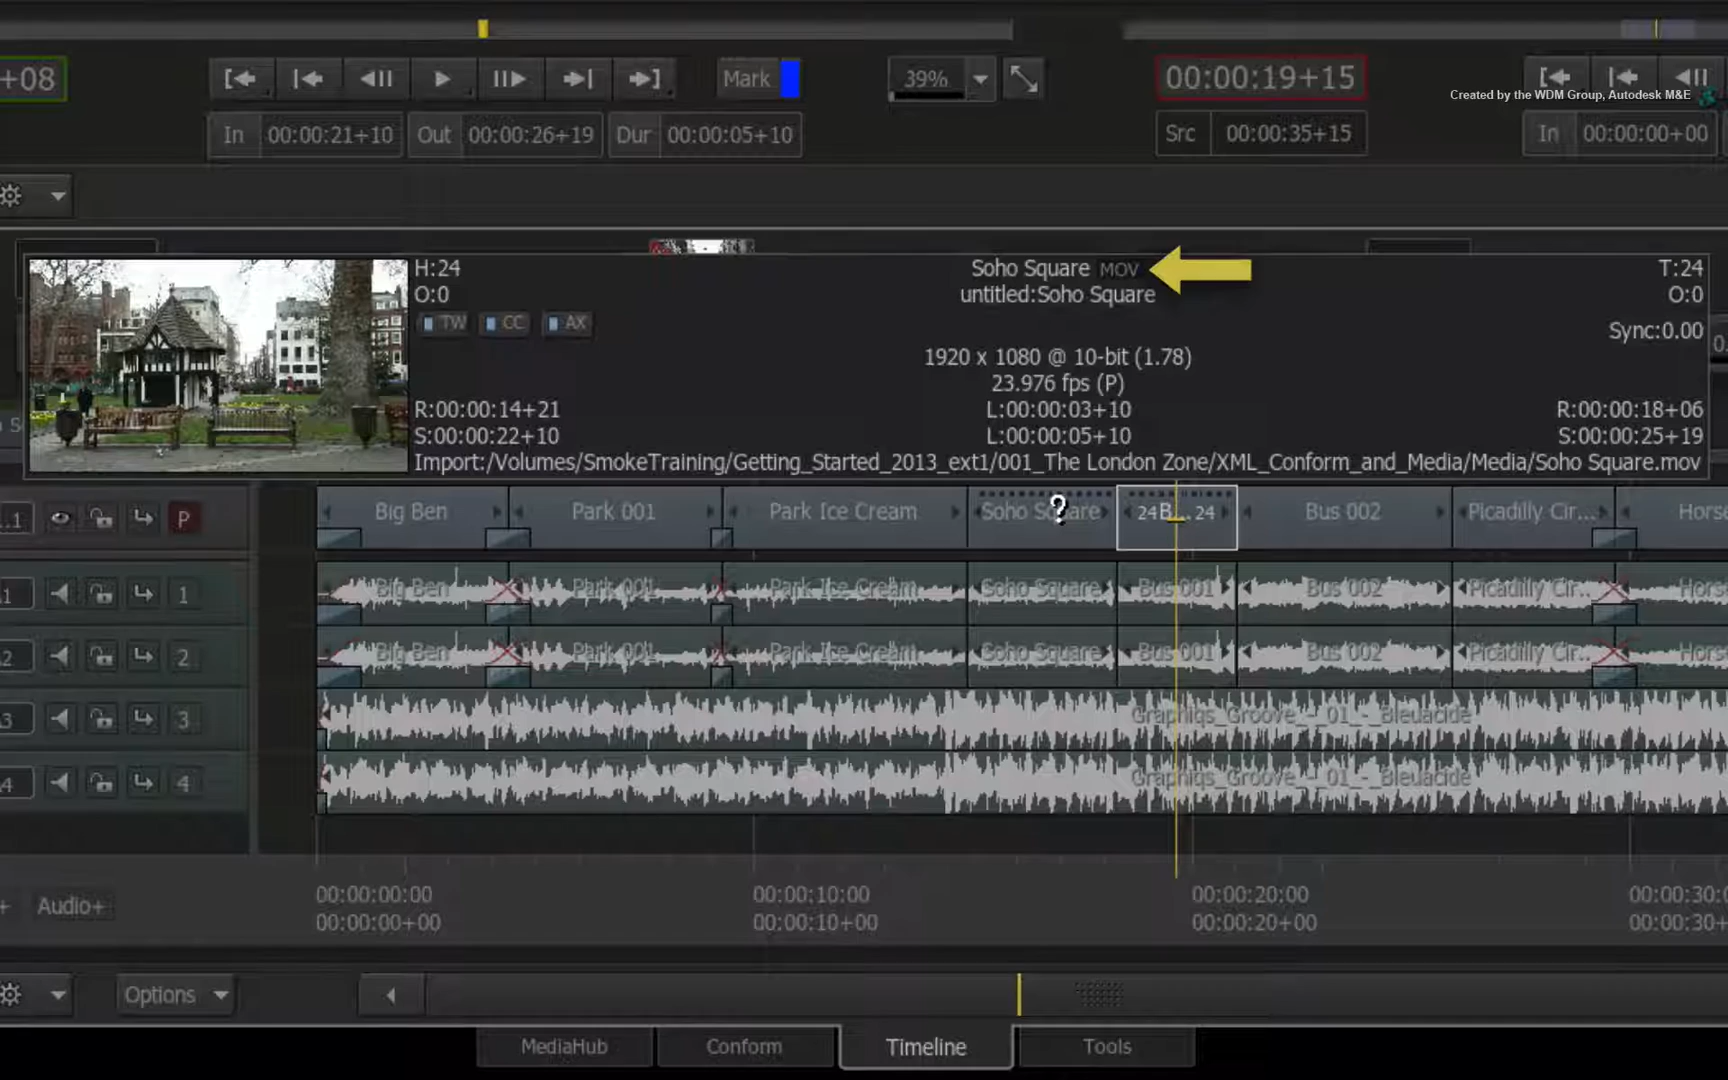 +08
Mark
39%
00:00:19+15
Created by the WDM Group, Autodesk M&E
In 00:00:21+10 Out 00:00:26+19 Dur 00:00:05+10
Src 00:00:35+15
In 00:00:00+00
H:24
Soho Square MOV
T:24
O:0
untitled:Soho Square
O:0
TW CC AX
Sync:0.00
1920 x 1080 @ 10-bit (1.78)
23.976 fps (P)
R:00:00:14+21
L:00:00:03+10
R:00:00:18+06
S:00:00:22+10
L:00:00:05+10
S:00:00:25+19
Import:/Volumes/SmokeTraining/Getting_Started_2013_ext1/001_The London Zone/XML_Conform_and_Media/Media/Soho Square.mov
..1 P Big Ben Park 001 Park Ice Cream Soho Square ? 24B...24 Bus 002 Picadilly Cir... Horse
1 1 Big Ben Park 001 Park Ice Cream Soho Square Bus 001 Bus 002 Picadilly Cir... Hors
2 2 Big Ben Park 001 Park Ice Cream Soho Square Bus 001 Bus 002 Picadilly Cir... Hors
3 3 Graphiqs_Groove_-_01_-_Bleuacide
4 4 Graphiqs_Groove_-_01_-_Bleuacide
+ Audio+
00:00:00:00 00:00:10:00 00:00:20:00 00:00:30:0
00:00:00+00 00:00:10+00 00:00:20+00 00:00:30+
Options
MediaHub Conform Timeline Tools